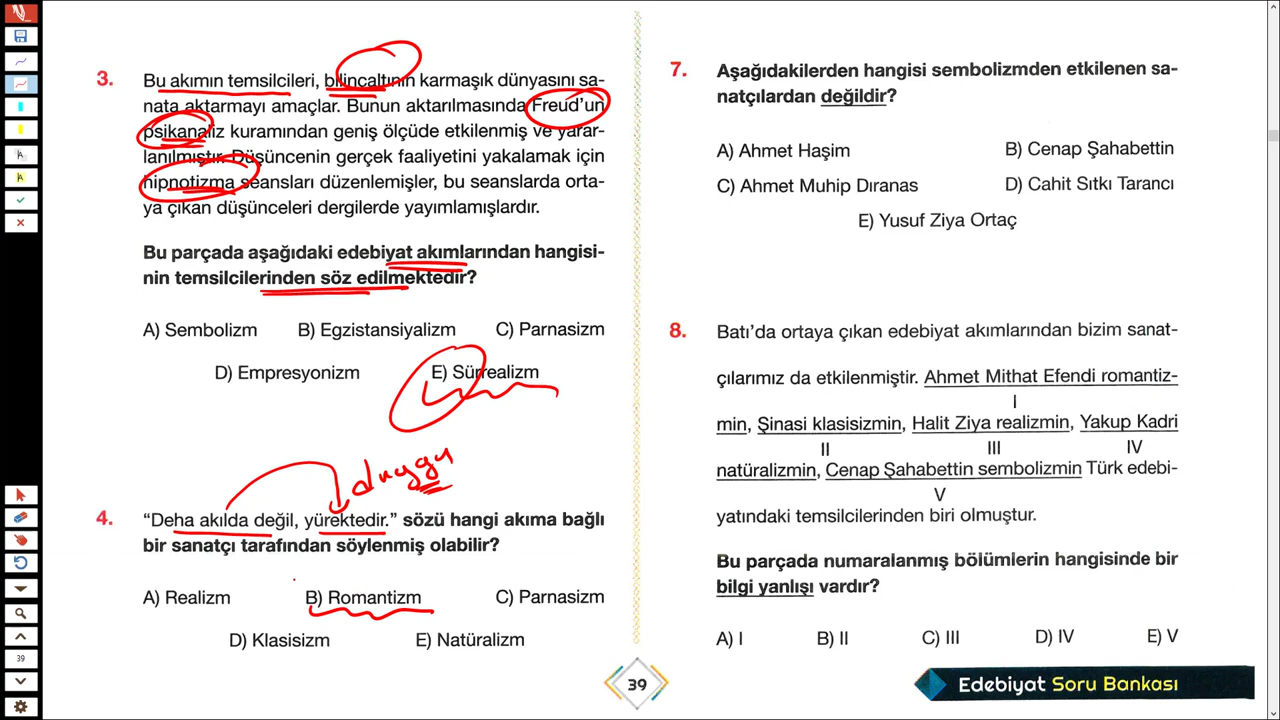 3. Bu akımın temsilcileri, bilinçaltının karmaşık dünyasını sa-
nata aktarmayı amaçlar. Bunun aktarılmasında Freud'un
psikanaliz kuramından geniş ölçüde etkilenmiş ve yarar-
lanılmıştır. Düşüncenin gerçek faaliyetini yakalamak için
hipnotizma seansları düzenlemişler, bu seanslarda orta-
ya çıkan düşünceleri dergilerde yayımlamışlardır.
Bu parçada aşağıdaki edebiyat akımlarından hangisi-
nin temsilcilerinden söz edilmektedir?
A) Sembolizm B) Egzistansiyalizm C) Parnasizm
D) Empresyonizm E) Sürrealizm
duygu
4. "Deha akılda değil, yürektedir." sözü hangi akıma bağlı
bir sanatçı tarafından söylenmiş olabilir?
A) Realizm B) Romantizm C) Parnasizm
D) Klasisizm E) Natüralizm
7. Aşağıdakilerden hangisi sembolizmden etkilenen sa-
natçılardan değildir?
A) Ahmet Haşim B) Cenap Şahabettin
C) Ahmet Muhip Dıranas D) Cahit Sıtkı Tarancı
E) Yusuf Ziya Ortaç
8. Batı'da ortaya çıkan edebiyat akımlarından bizim sanat-
çılarımız da etkilenmiştir. Ahmet Mithat Efendi romantiz-
I
min, Şinasi klasisizmin, Halit Ziya realizmin, Yakup Kadri
II III IV
natüralizmin, Cenap Şahabettin sembolizmin Türk edebi-
V
yatındaki temsilcilerinden biri olmuştur.
Bu parçada numaralanmış bölümlerin hangisinde bir
bilgi yanlışı vardır?
A) I B) II C) III D) IV E) V
39
39
Edebiyat Soru Bankası